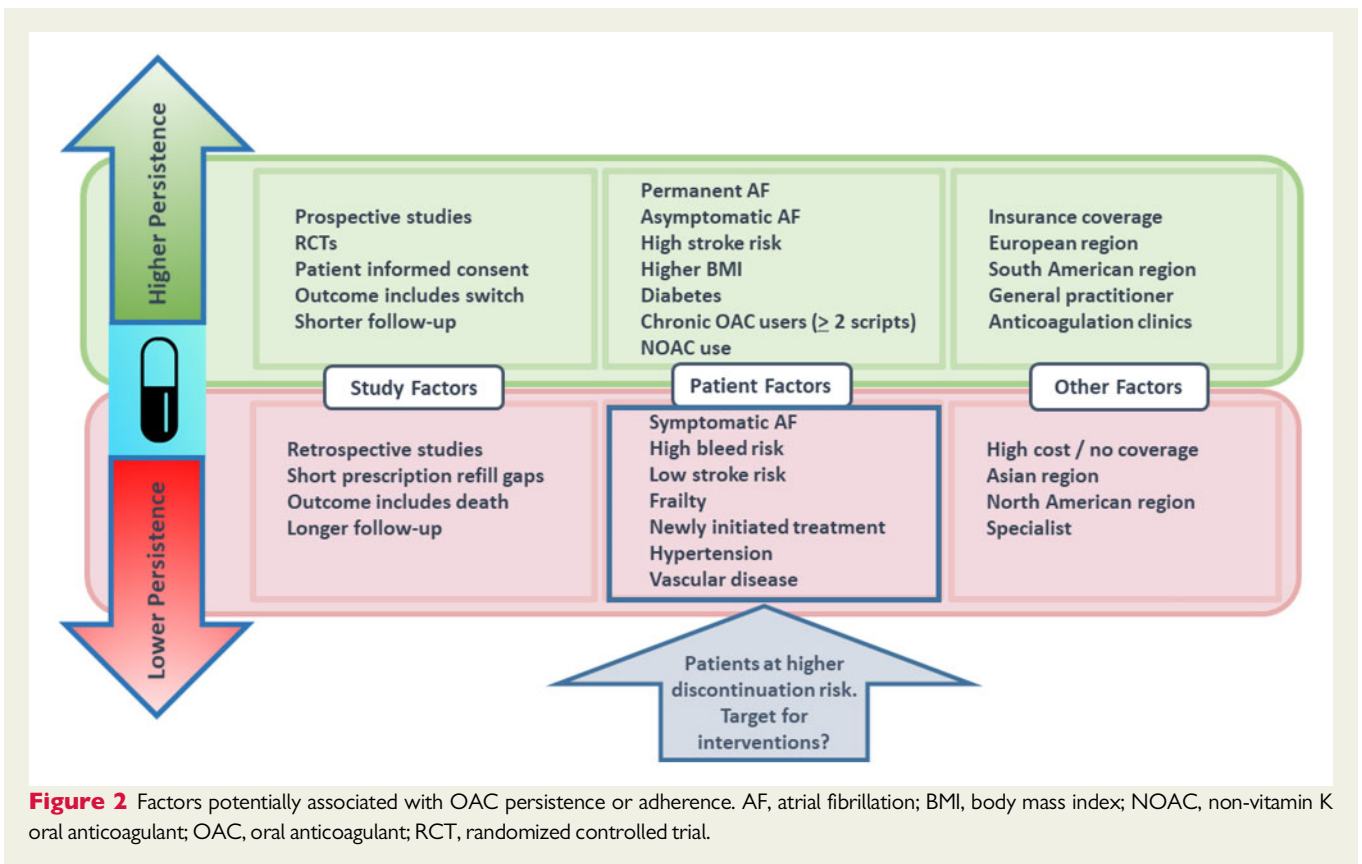 Higher Persistence
Prospective studies
RCTs
Patient informed consent
Outcome includes switch
Shorter follow-up
Permanent AF
Asymptomatic AF
High stroke risk
Higher BMI
Diabetes
Chronic OAC users (≥ 2 scripts)
NOAC use
Insurance coverage
European region
South American region
General practitioner
Anticoagulation clinics
Study Factors
Patient Factors
Other Factors
Lower Persistence
Retrospective studies
Short prescription refill gaps
Outcome includes death
Longer follow-up
Symptomatic AF
High bleed risk
Low stroke risk
Frailty
Newly initiated treatment
Hypertension
Vascular disease
High cost / no coverage
Asian region
North American region
Specialist
Patients at higher
discontinuation risk.
Target for
interventions?
Figure 2 Factors potentially associated with OAC persistence or adherence. AF, atrial fibrillation; BMI, body mass index; NOAC, non-vitamin K
oral anticoagulant; OAC, oral anticoagulant; RCT, randomized controlled trial.